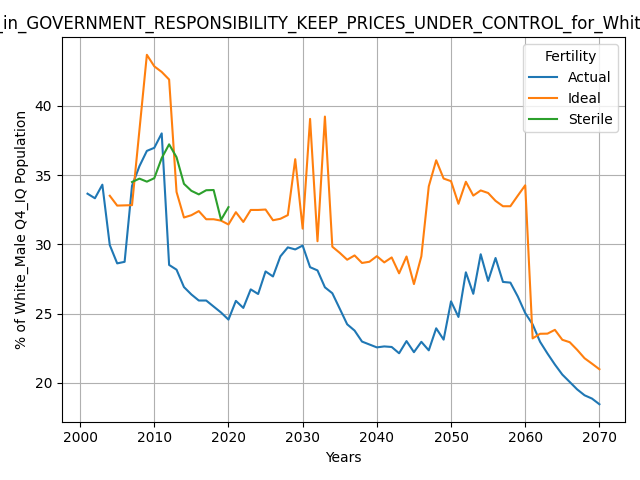 _in_GOVERNMENT_RESPONSIBILITY_KEEP_PRICES_UNDER_CONTROL_for_Whit
Fertility
Actual
Ideal
Sterile
% of White_Male Q4_IQ Population
40
35
30
25
20
2000 2010 2020 2030 2040 2050 2060 2070
Years